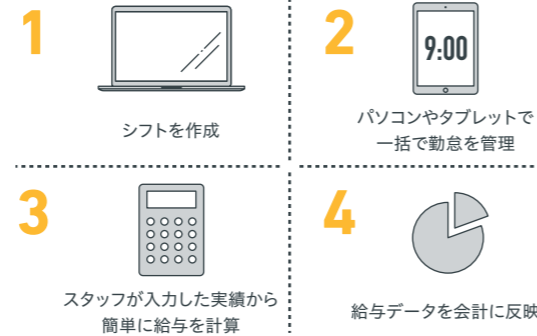 1
シフトを作成
2
9:00
パソコンやタブレットで
一括で勤怠を管理
3
スタッフが入力した実績から
簡単に給与を計算
4
給与データを会計に反映